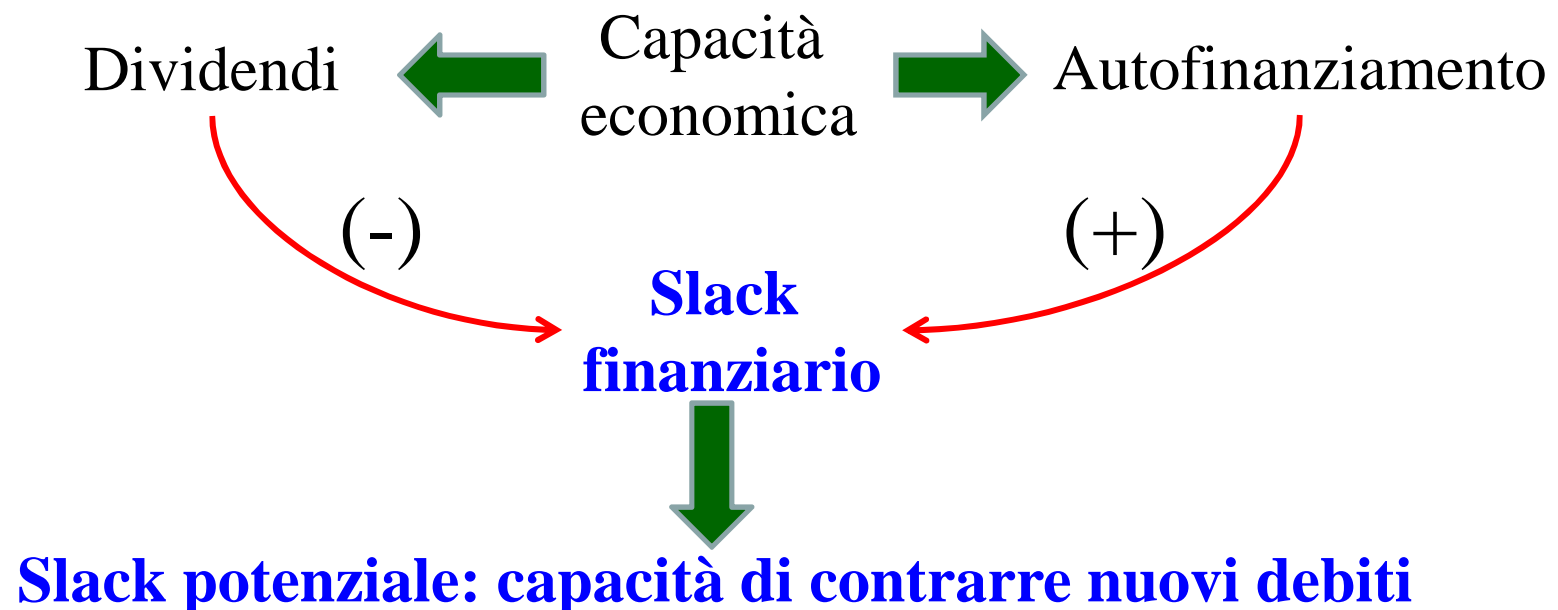 Dividendi
Capacità
economica
Autofinanziamento
(-)
(+)
Slack
finanziario
Slack potenziale: capacità di contrarre nuovi debiti